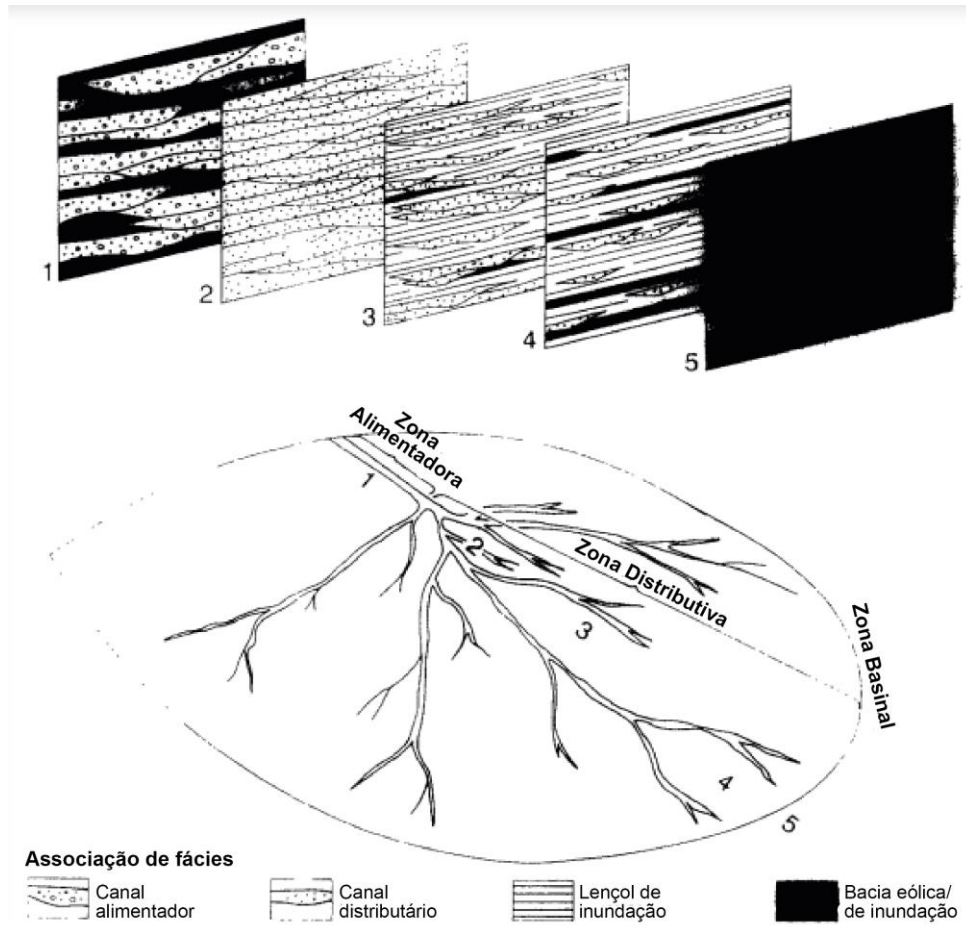 1
2
3
4
5
Zona
Alimentadora
1
2
Zona Distributiva
3
Zona Basinal
4
5
Associação de fácies
Canal
alimentador
Canal
distributário
Lençol de
inundação
Bacia eólica/
de inundação